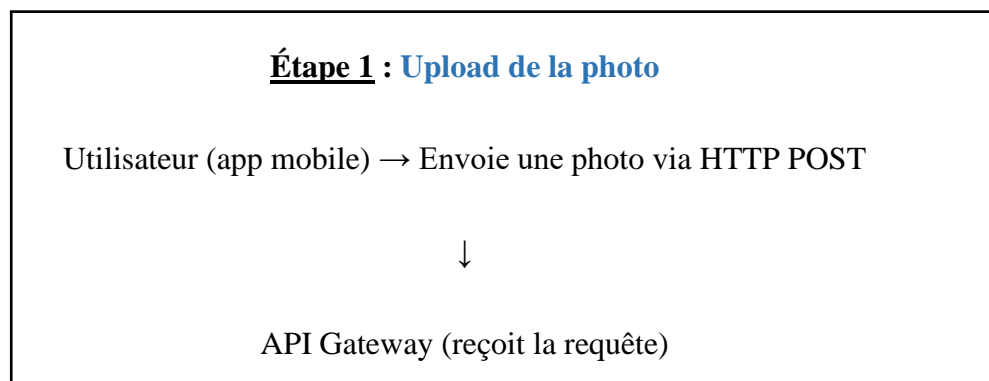 Étape 1 : Upload de la photo
Utilisateur (app mobile) → Envoie une photo via HTTP POST
↓
API Gateway (reçoit la requête)